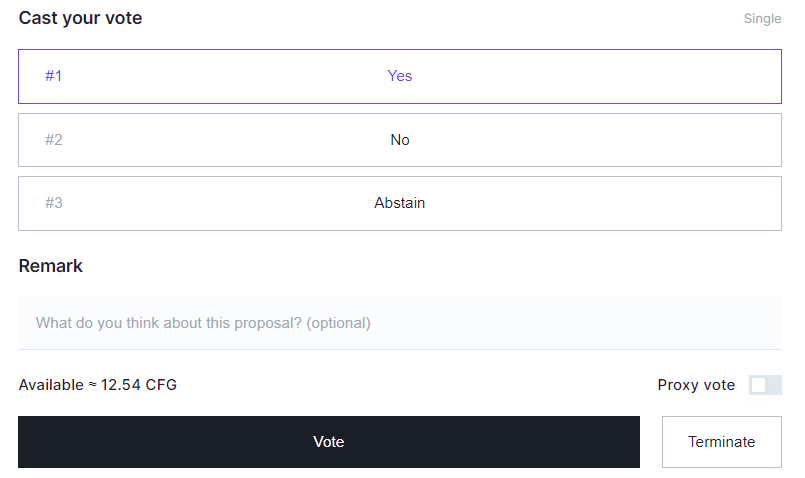 Cast your vote Single
#1 Yes
#2 No
#3 Abstain
Remark
What do you think about this proposal? (optional)
Available ≈ 12.54 CFG Proxy vote
Vote Terminate